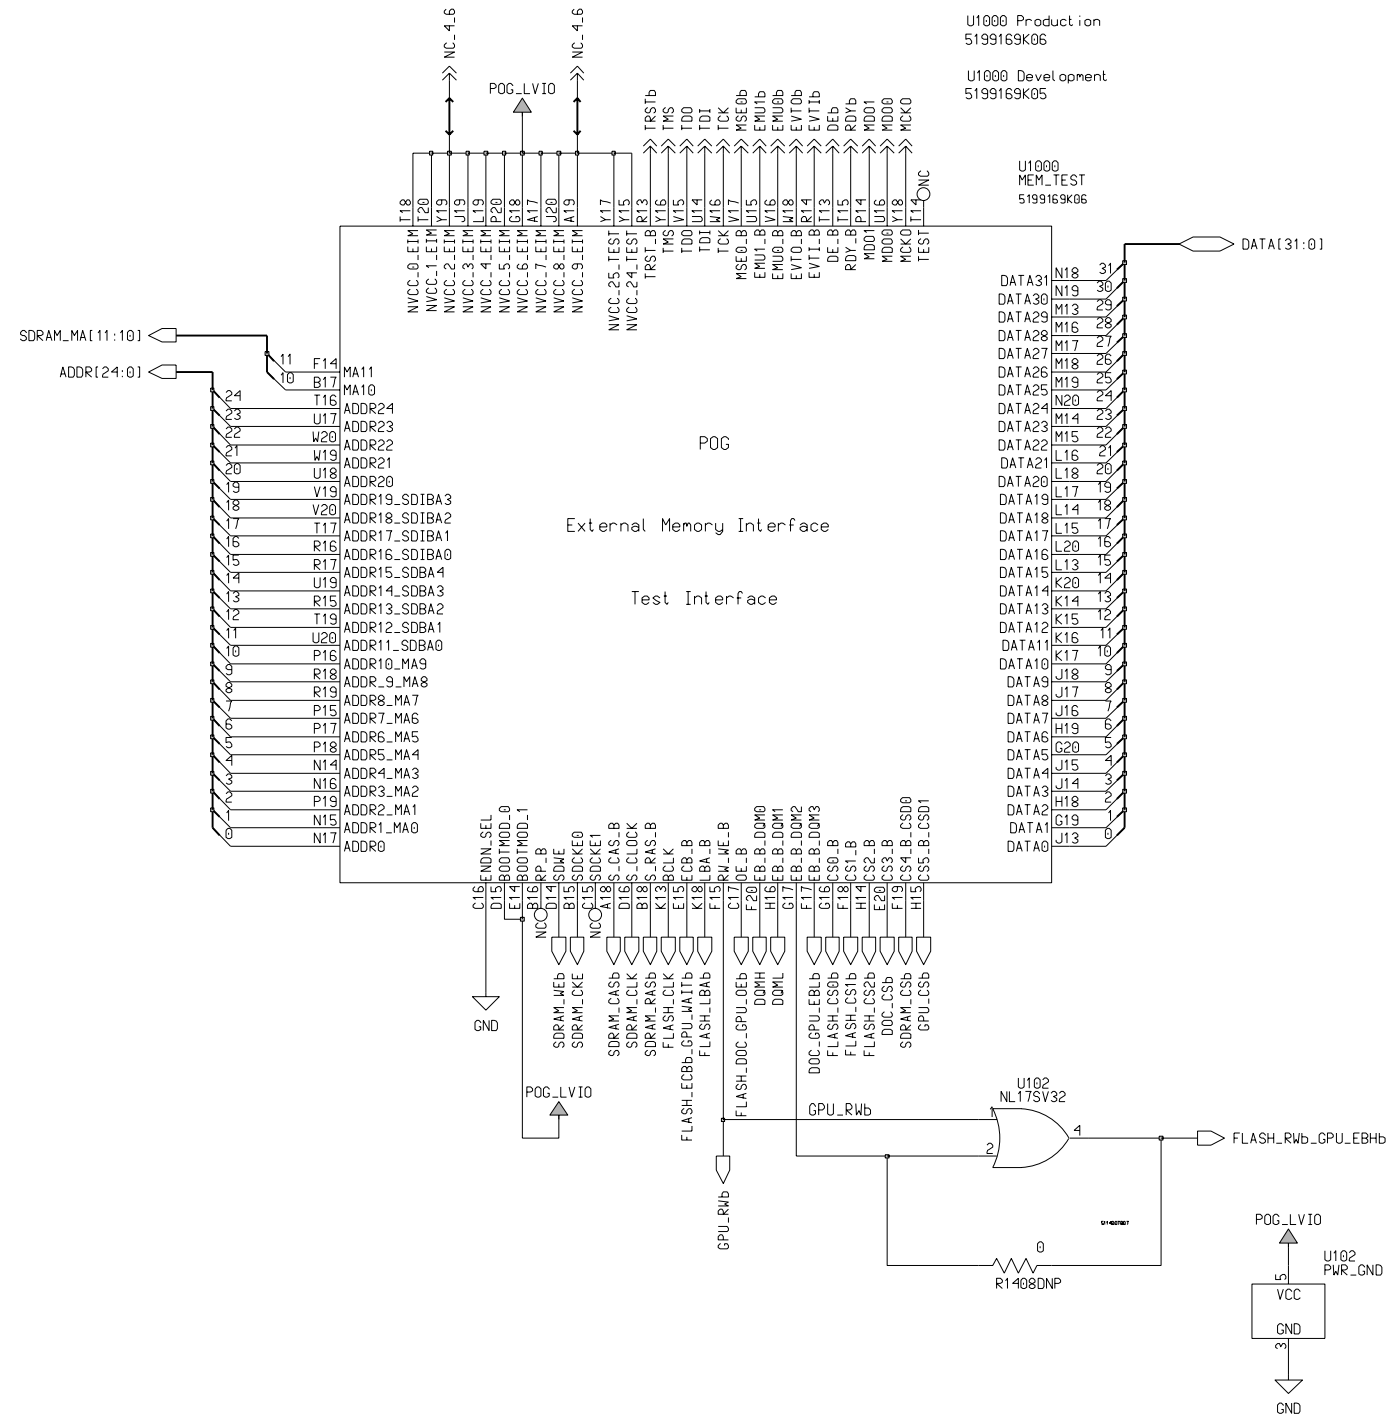 U1000 Production
5199169K06
U1000 Development
5199169K05
U1000
MEM_TEST
5199169K06
NC_4_6
NC_4_6
POG_LVIO
TRSTb
TMS
TDO
TDI
TCK
MSE0b
EMU1b
EMU0b
EVTOb
EVTIb
DEb
RDYb
MDO1
MDO0
MCKO
NC
T18 NVCC_0_EIM
T20 NVCC_1_EIM
Y19 NVCC_2_EIM
J19 NVCC_3_EIM
L19 NVCC_4_EIM
P20 NVCC_5_EIM
G18 NVCC_6_EIM
A17 NVCC_7_EIM
J20 NVCC_8_EIM
A19 NVCC_9_EIM
Y17 NVCC_25_TEST
Y15 NVCC_24_TEST
R13 TRST_B
Y16 TMS
V15 TDO
U14 TDI
W16 TCK
V17 MSE0_B
U15 EMU1_B
V16 EMU0_B
W18 EVTO_B
R14 EVTI_B
T13 DE_B
T15 RDY_B
P14 MDO1
U16 MDO0
Y18 MCKO
T14 TEST
SDRAM_MA[11:10]
ADDR[24:0]
11 F14 MA11
10 B17 MA10
24 T16 ADDR24
23 U17 ADDR23
22 W20 ADDR22
21 W19 ADDR21
20 U18 ADDR20
19 V19 ADDR19_SDIBA3
18 V20 ADDR18_SDIBA2
17 T17 ADDR17_SDIBA1
16 R16 ADDR16_SDIBA0
15 R17 ADDR15_SDBA4
14 U19 ADDR14_SDBA3
13 R15 ADDR13_SDBA2
12 T19 ADDR12_SDBA1
11 U20 ADDR11_SDBA0
10 P16 ADDR10_MA9
9 R18 ADDR_9_MA8
8 R19 ADDR8_MA7
7 P15 ADDR7_MA6
6 P17 ADDR6_MA5
5 P18 ADDR5_MA4
4 N14 ADDR4_MA3
3 N16 ADDR3_MA2
2 P19 ADDR2_MA1
1 N15 ADDR1_MA0
0 N17 ADDR0
POG
External Memory Interface
Test Interface
DATA[31:0]
DATA31 N18 31
DATA30 N19 30
DATA29 M13 29
DATA28 M16 28
DATA27 M17 27
DATA26 M18 26
DATA25 M19 25
DATA24 N20 24
DATA23 M14 23
DATA22 M15 22
DATA21 L16 21
DATA20 L18 20
DATA19 L17 19
DATA18 L14 18
DATA17 L15 17
DATA16 L20 16
DATA15 L13 15
DATA14 K20 14
DATA13 K14 13
DATA12 K15 12
DATA11 K16 11
DATA10 K17 10
DATA9 J18 9
DATA8 J17 8
DATA7 J16 7
DATA6 H19 6
DATA5 G20 5
DATA4 J15 4
DATA3 J14 3
DATA2 H18 2
DATA1 G19 1
DATA0 J13 0
ENDN_SEL C16
BOOTMOD_0 D15
BOOTMOD_1 E14
RP_B B16 NC
SDWE D14 SDRAM_WEb
SDCKE0 B15 SDRAM_CKE
SDCKE1 C15 NC
S_CAS_B A18 SDRAM_CASb
S_CLOCK D16 SDRAM_CLK
S_RAS_B B18 SDRAM_RASb
BCLK K13 FLASH_CLK
ECB_B E15 FLASH_ECBb_GPU_WAITb
LBA_B K18 FLASH_LBAb
RW_WE_B F15
OE_B C17 FLASH_DOC_GPU_OEb
EB_B_DQM0 F20 DQMH
EB_B_DQM1 H16 DQML
EB_B_DQM2 G17
EB_B_DQM3 F17 DOC_GPU_EBLb
CS0_B G16 FLASH_CS0b
CS1_B F18 FLASH_CS1b
CS2_B H14 FLASH_CS2b
CS3_B E20 DOC_CSb
CS4_B_CSD0 F19 SDRAM_CSb
CS5_B_CSD1 H15 GPU_CSb
GND
POG_LVIO
GPU_RWb
GPU_RWb
U102
NL17SV32
1
2
4
FLASH_RWb_GPU_EBHb
0
R1408DNP
POG_LVIO
U102
PWR_GND
5
VCC
GND
3
GND